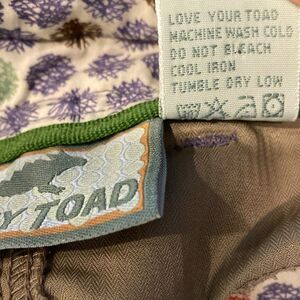 LOVE YOUR TOAD
MACHINE WASH COLD
DO NOT BLEACH
COOL IRON
TUMBLE DRY LOW
TOAD